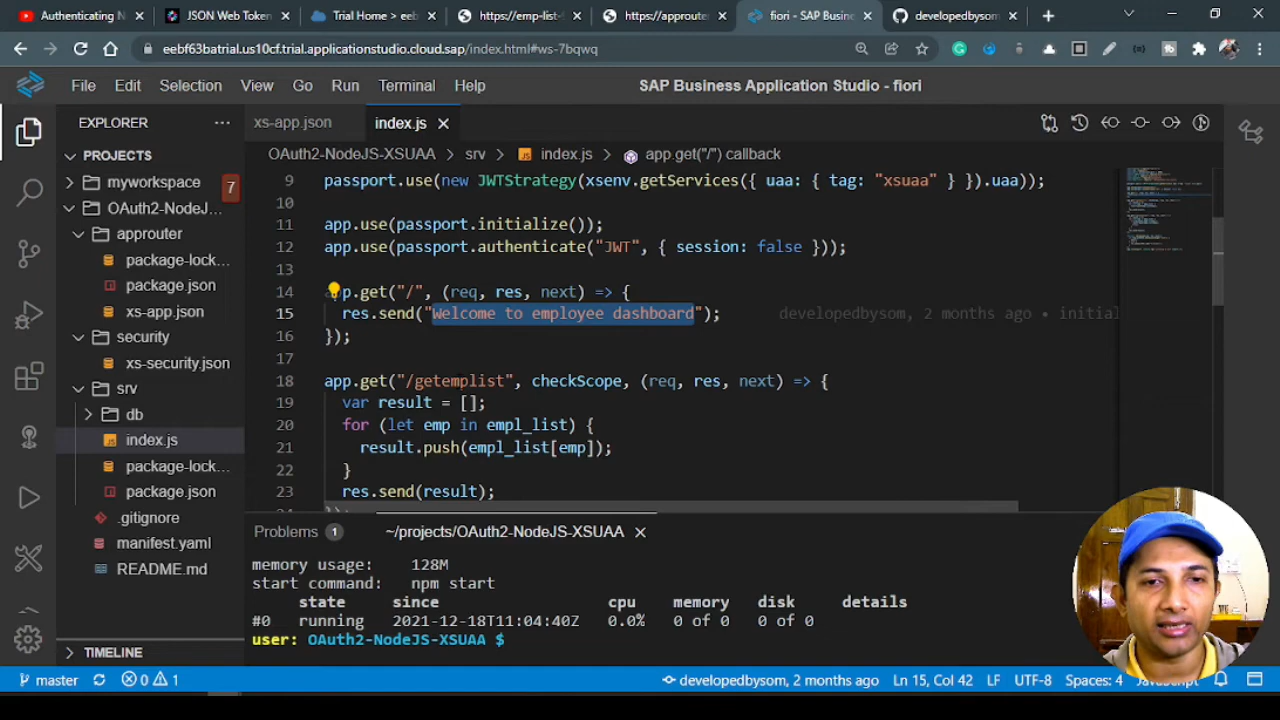 Authenticating N
JSON Web Token
Trial Home > eeb
https://emp-list-
https://approute
fiori - SAP Busine
developedbysom
eebf63batrial.us10cf.trial.applicationstudio.cloud.sap/index.html#ws-7bqwq
File Edit Selection View Go Run Terminal Help
SAP Business Application Studio - fiori
EXPLORER
xs-app.json
index.js
PROJECTS
OAuth2-NodeJS-XSUAA > srv > index.js > app.get("/") callback
myworkspace
7
OAuth2-NodeJ...
approuter
package-lock...
package.json
xs-app.json
security
xs-security.json
srv
db
index.js
package-lock...
package.json
.gitignore
manifest.yaml
README.md
TIMELINE
9 passport.use(new JWTStrategy(xsenv.getServices({ uaa: { tag: "xsuaa" } }).uaa));
10
11 app.use(passport.initialize());
12 app.use(passport.authenticate("JWT", { session: false }));
13
14 p.get("/", (req, res, next) => {
15 res.send("Welcome to employee dashboard"); developedbysom, 2 months ago • initial
16 });
17
18 app.get("/getemplist", checkScope, (req, res, next) => {
19 var result = [];
20 for (let emp in empl_list) {
21 result.push(empl_list[emp]);
22 }
23 res.send(result);
Problems 1
~/projects/OAuth2-NodeJS-XSUAA
memory usage: 128M
start command: npm start
state since cpu memory disk details
#0 running 2021-12-18T11:04:40Z 0.0% 0 of 0 0 of 0
user: OAuth2-NodeJS-XSUAA $
master
0 1
developedbysom, 2 months ago
Ln 15, Col 42
LF
UTF-8
Spaces: 4